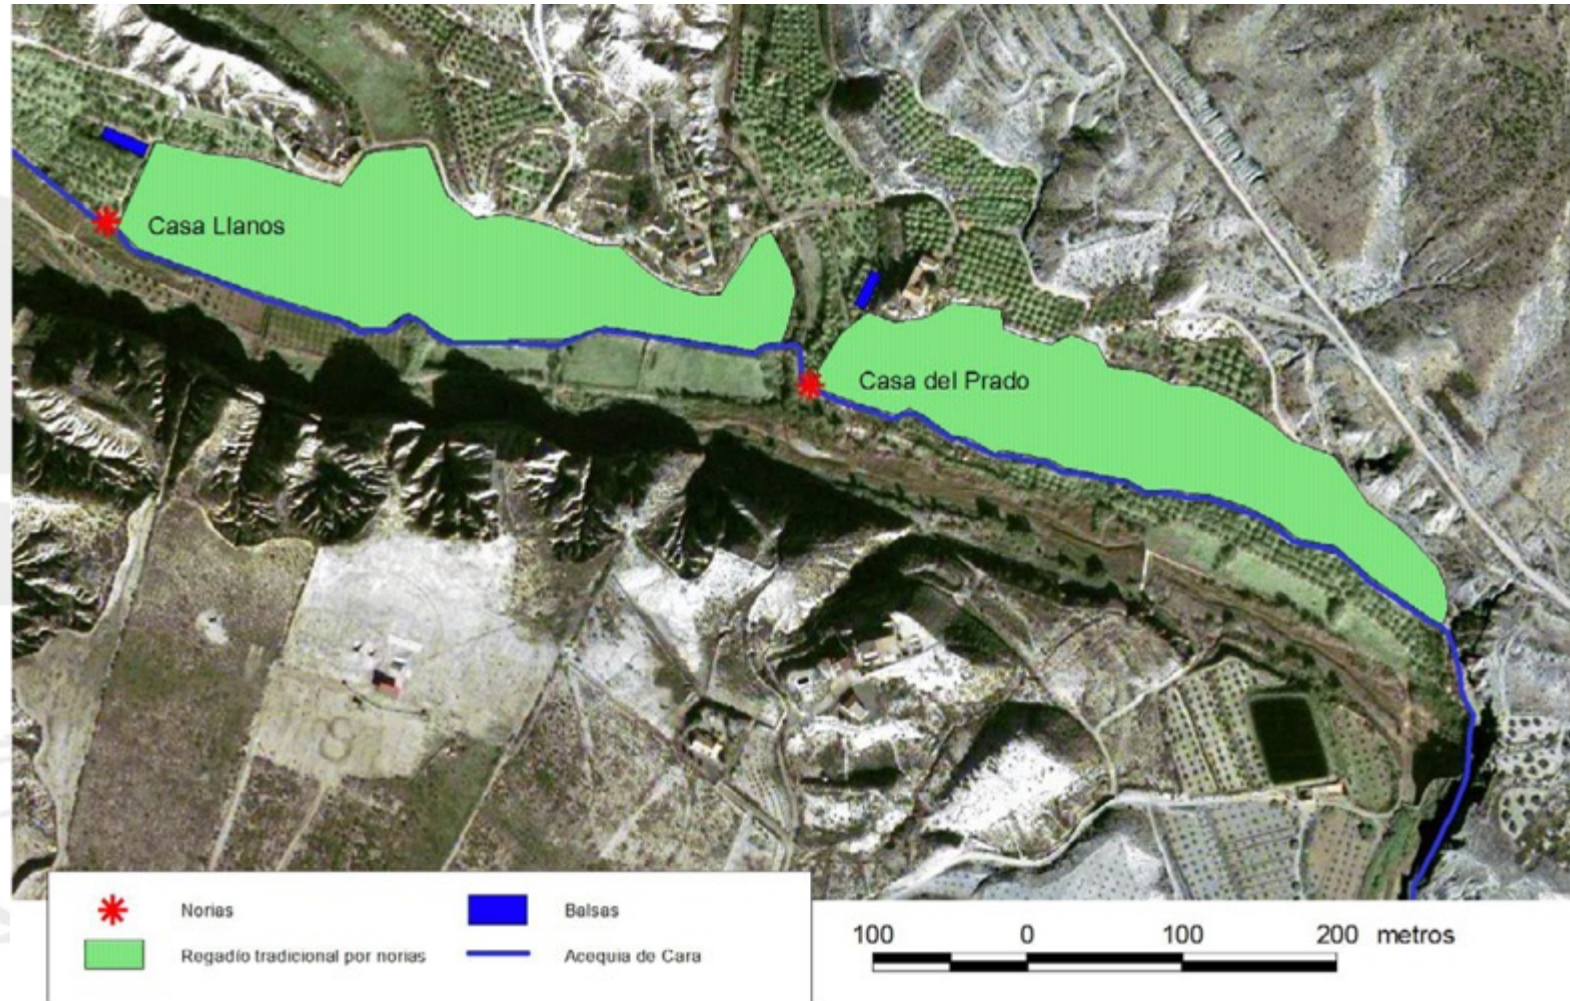 Casa Llanos
Casa del Prado
Norias
Balsas
Regadío tradicional por norias
Acequia de Cara
100 0 100 200 metros